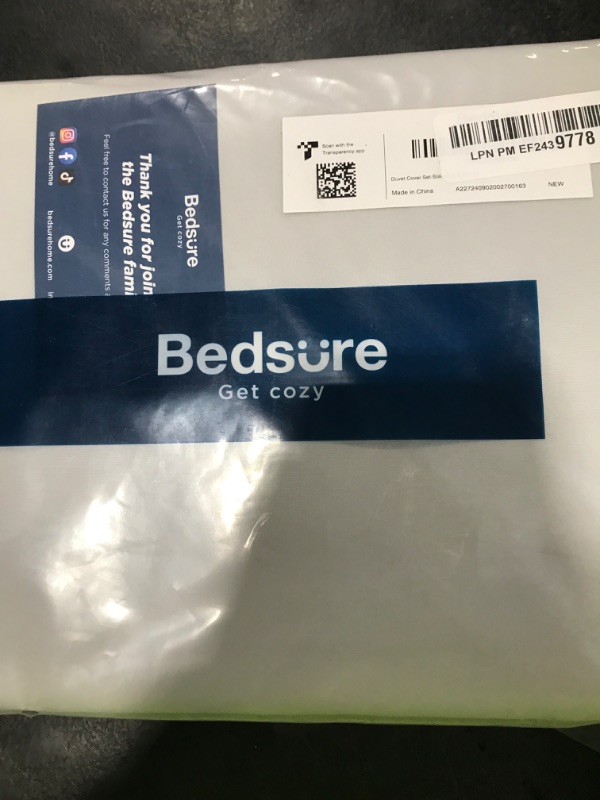 Bedsure
Get cozy
Thank you for join
the Bedsure fami
Feel free to contact us for any comments
@bedsurehome
bedsurehome.com
Scan with the
Transparency app
LPN PM EF2439778
Duvet Cover Set-
Made in China
A227240902002700163
NEW
Bedsure
Get cozy